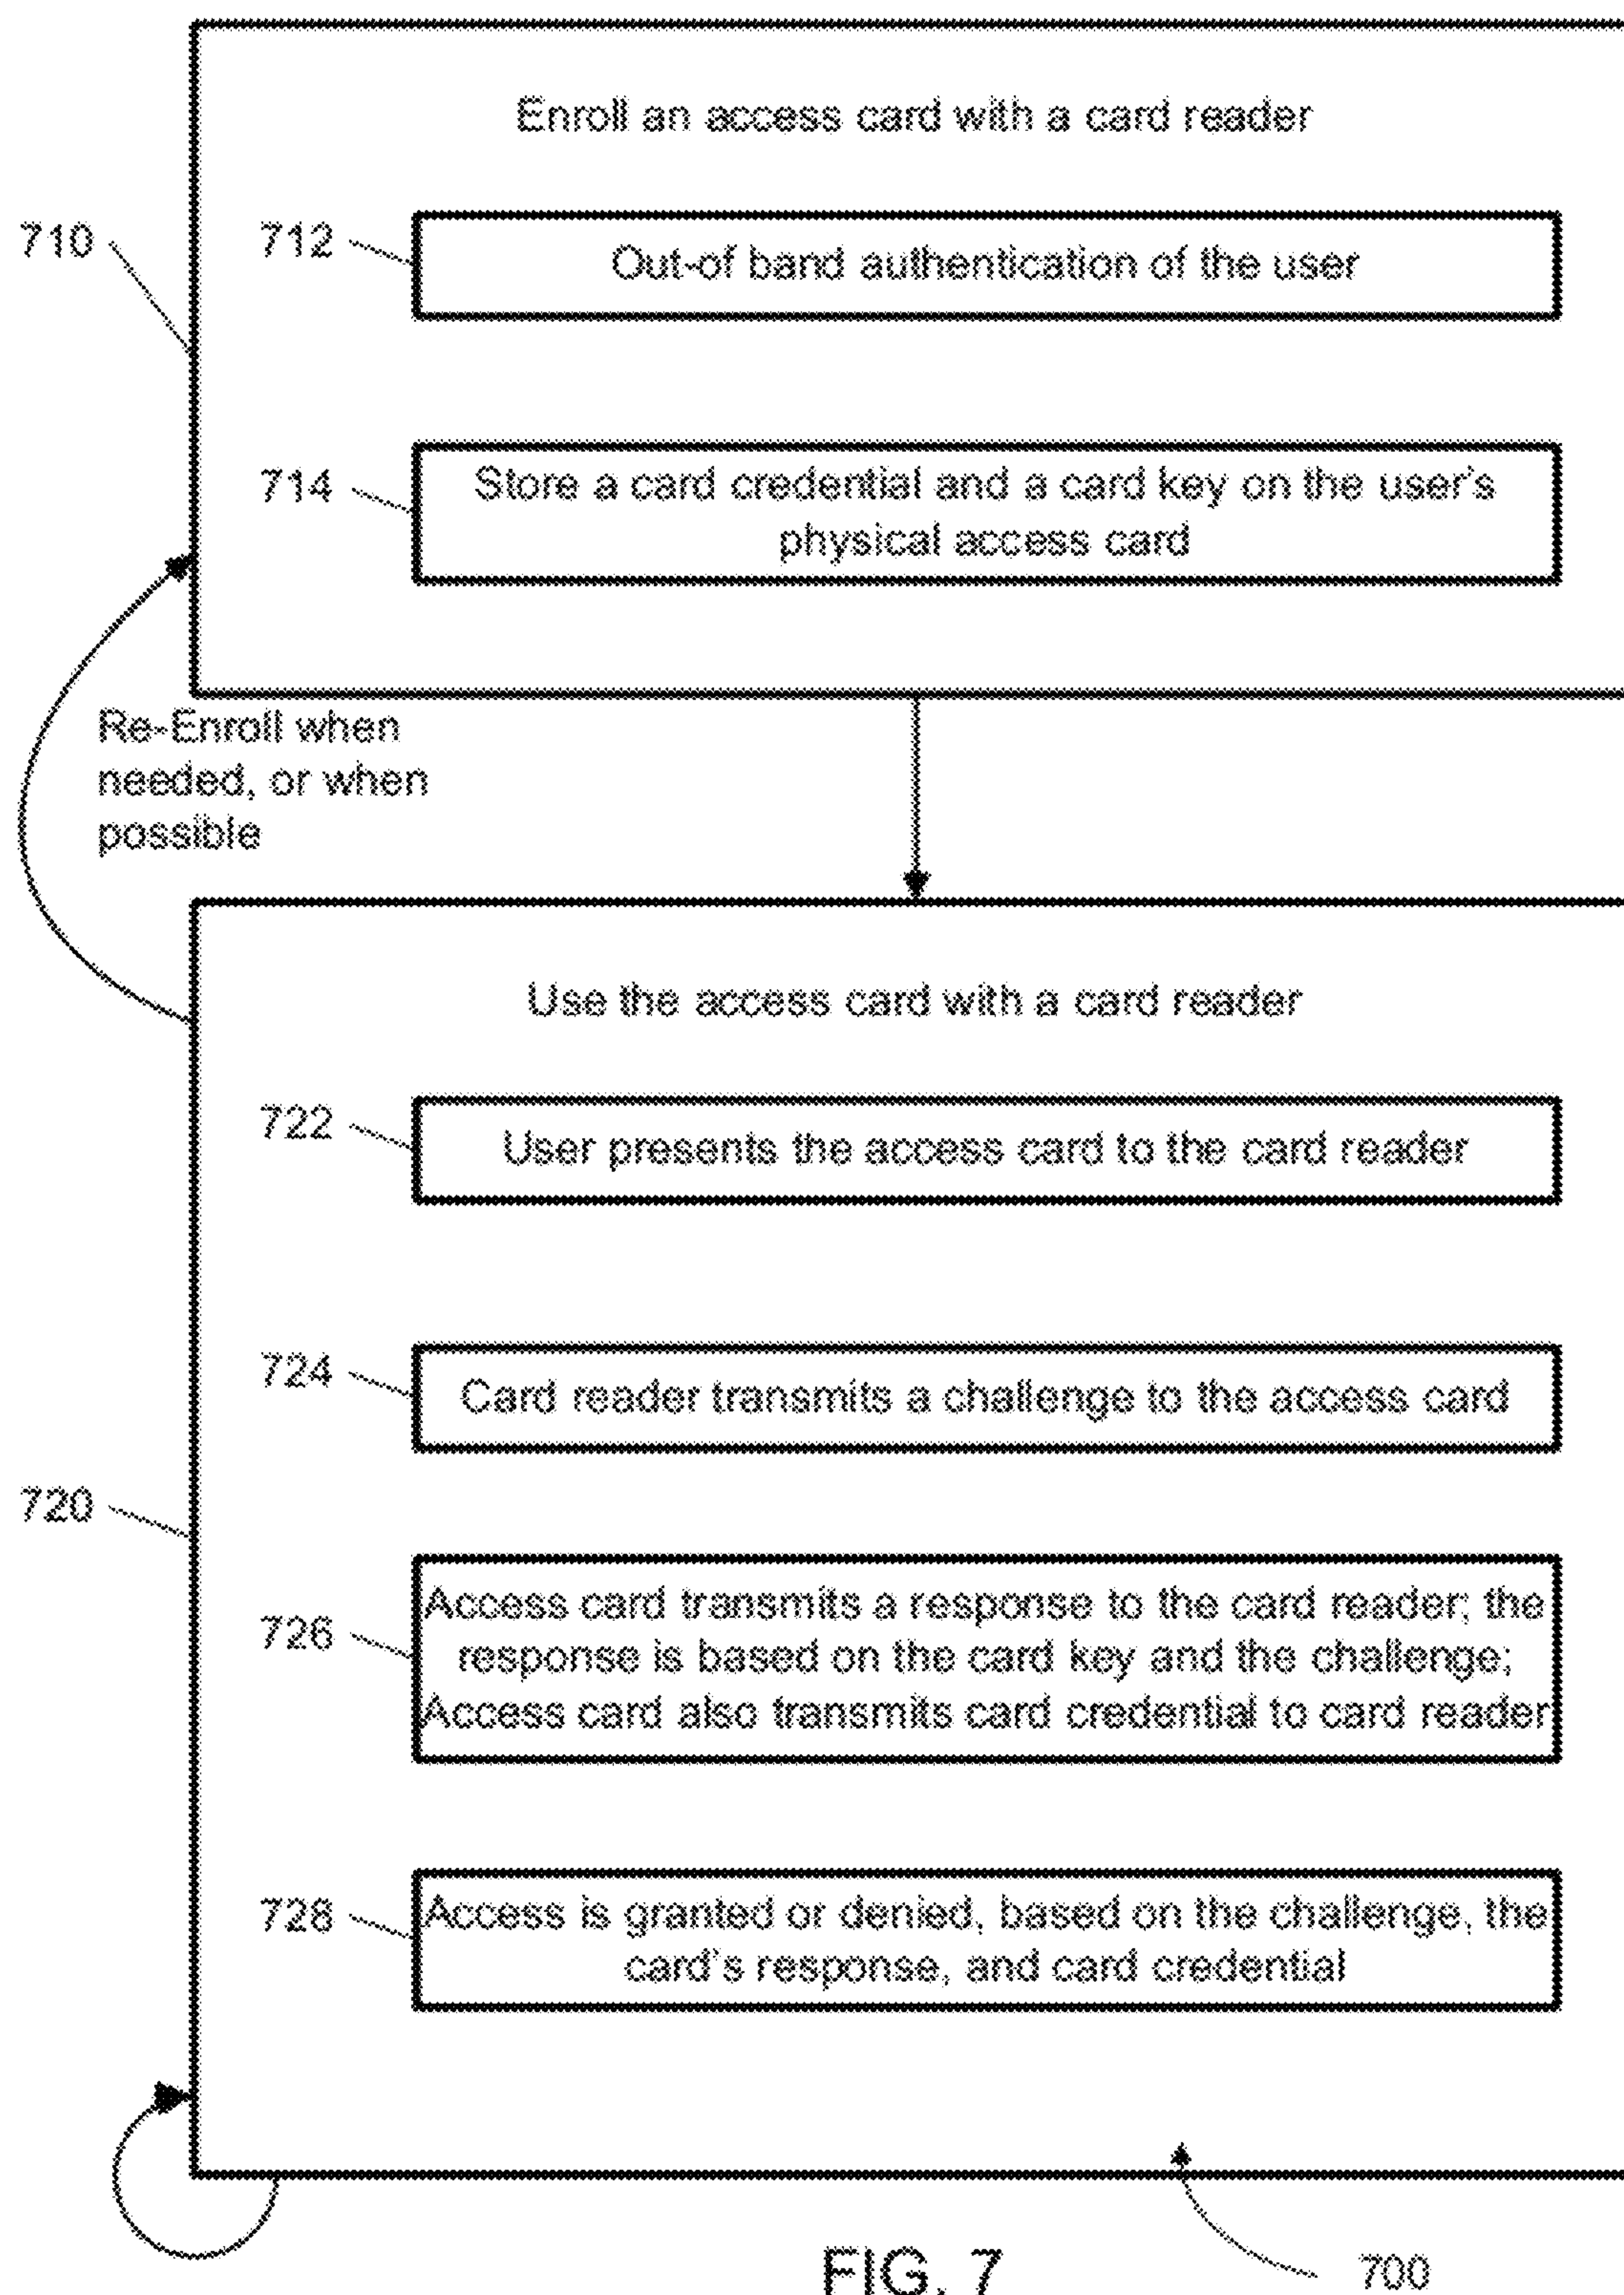 Enroll an access card with a card reader
710
712
Out-of band authentication of the user
714
Store a card credential and a card key on the user's
physical access card
Re-Enroll when
needed, or when
possible
Use the access card with a card reader
722
User presents the access card to the card reader
724
Card reader transmits a challenge to the access card
720
726
Access card transmits a response to the card reader; the
response is based on the card key and the challenge;
Access card also transmits card credential to card reader
728
Access is granted or denied, based on the challenge, the
card's response, and card credential
FIG. 7
700